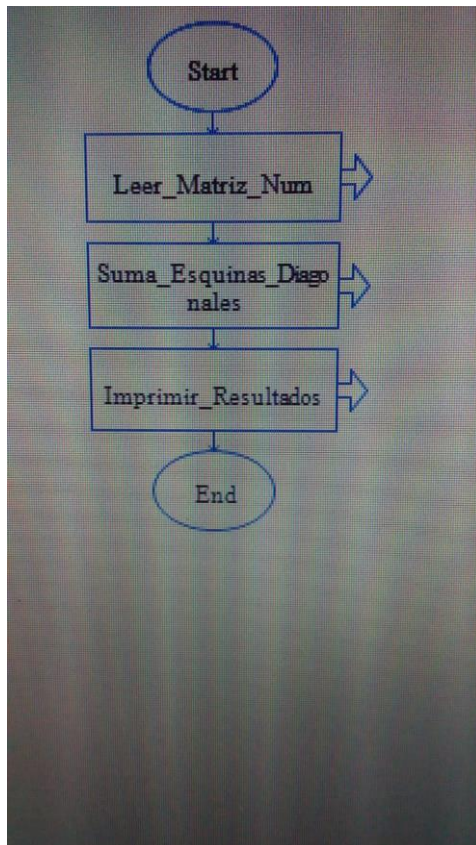 Start
Leer_Matriz_Num
Suma_Esquinas_Diago
nales
Imprimir_Resultados
End